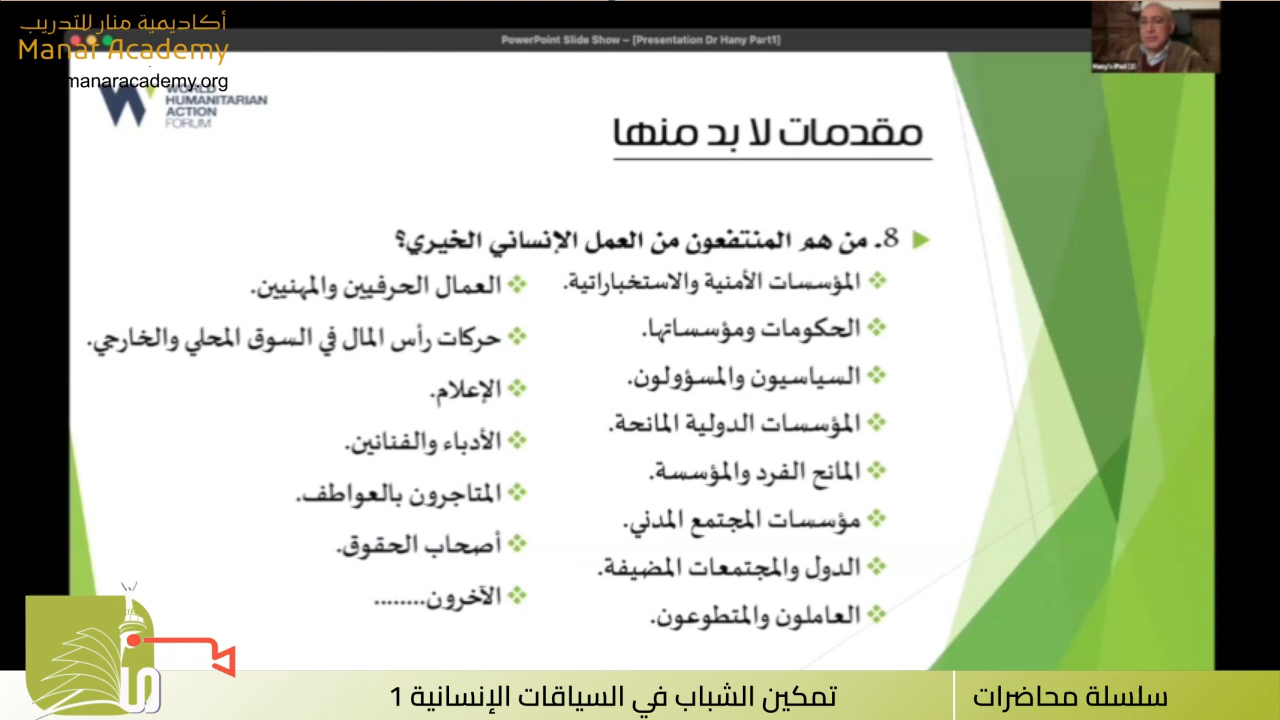 أكاديمية منار للتدريب
Manar Academy
manaracademy.org
PowerPoint Slide Show – [Presentation Dr Hany Part1]
Hany's iPad (2)
WORLD
HUMANITARIAN
ACTION
FORUM
مقدمات لا بد منها
8. من هم المنتفعون من العمل الإنساني الخيري؟
المؤسسات الأمنية والاستخباراتية.
الحكومات ومؤسساتها.
السياسيون والمسؤولون.
المؤسسات الدولية المانحة.
المانح الفرد والمؤسسة.
مؤسسات المجتمع المدني.
الدول والمجتمعات المضيفة.
العاملون والمتطوعون.
العمال الحرفيين والمهنيين.
حركات رأس المال في السوق المحلي والخارجي.
الإعلام.
الأدباء والفنانين.
المتاجرون بالعواطف.
أصحاب الحقوق.
الآخرون........
سلسلة محاضرات
تمكين الشباب في السياقات الإنسانية 1